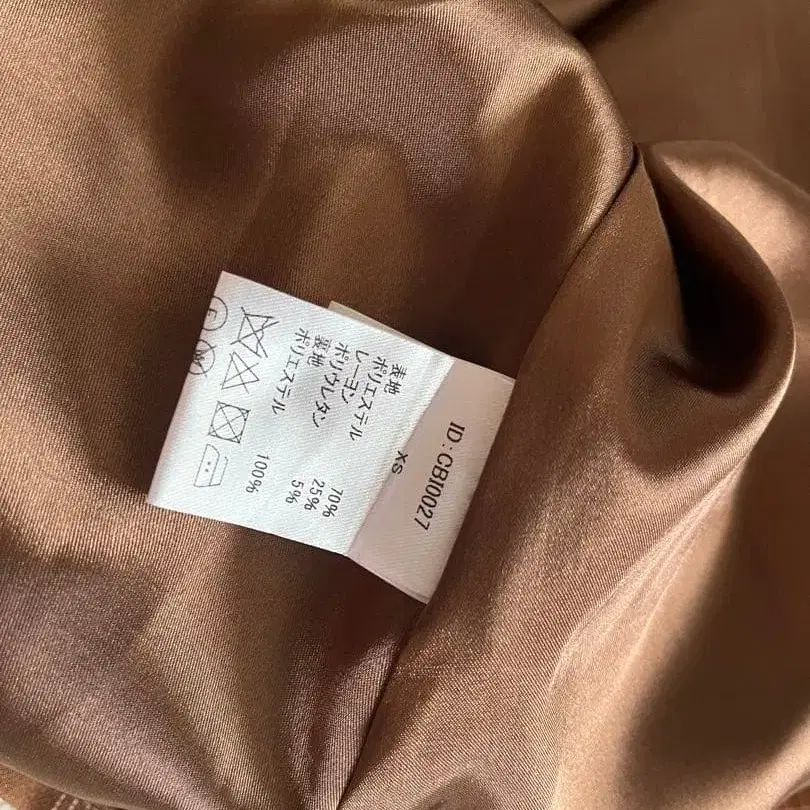 ID:CBI0027
XS
表地
ポリエステル 70%
レーヨン 25%
ポリウレタン 5%
裏地
ポリエステル 100%
F W